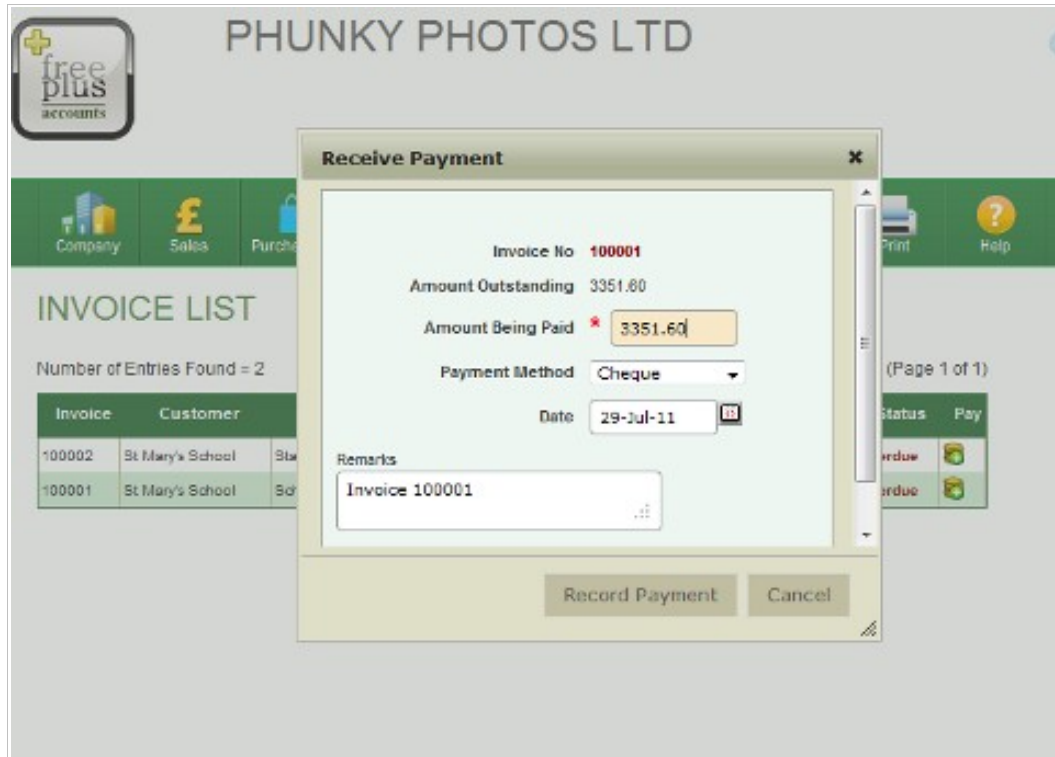 PHUNKY PHOTOS LTD
free
plus
accounts
Receive Payment
Company
Sales
Purcha
Print
Help
Invoice No 100001
Amount Outstanding 3351.60
Amount Being Paid * 3351.60
Payment Method Cheque
Date 29-Jul-11
Remarks
Invoice 100001
Record Payment Cancel
INVOICE LIST
Number of Entries Found = 2
(Page 1 of 1)
Invoice Customer Status Pay
100002 St Mary's School Sta erdue
100001 St Mary's School Sch erdue